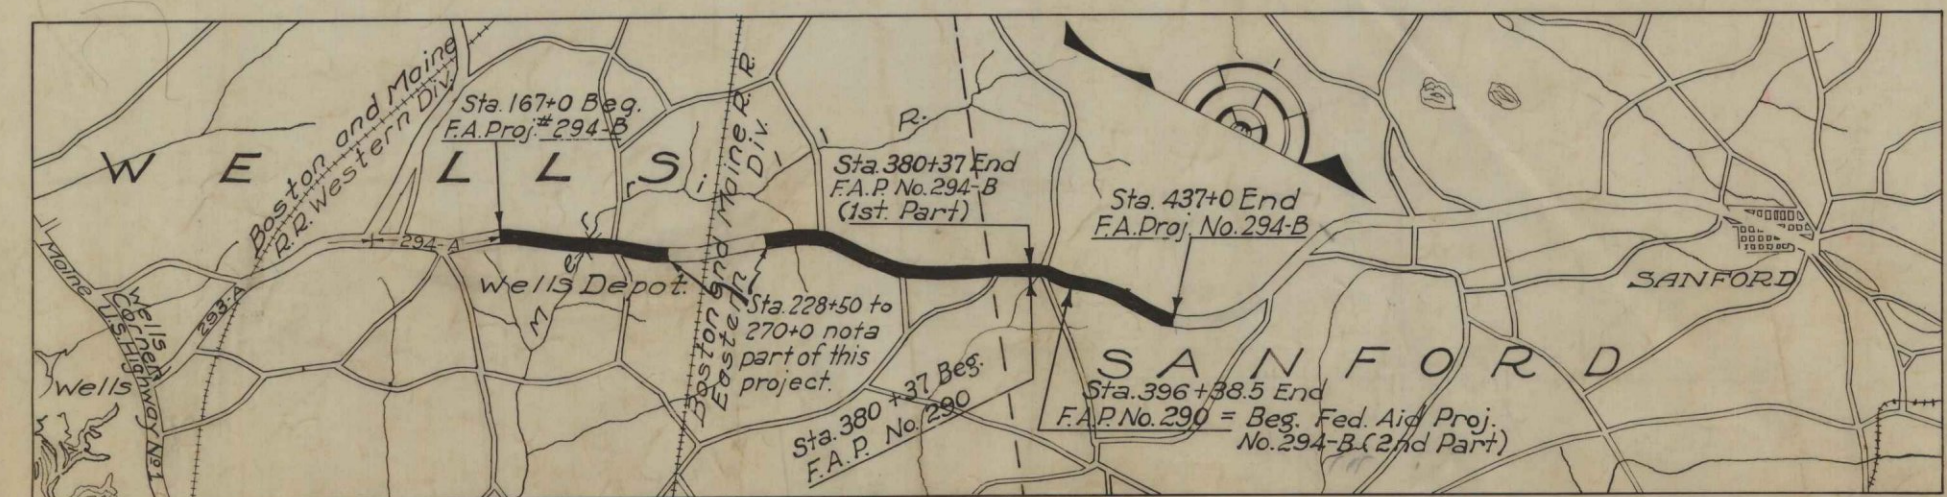 Boston and Maine
R.R. Western Div.
Sta. 167+0 Beg.
F.A. Proj.# 294-B
W E L L S
Boston and Maine R.R.
Eastern Div.
R.
Sta. 380+37 End
F.A.P. No. 294-B
(1st. Part)
Sta. 437+0 End
F.A. Proj. No. 294-B
294-A
293-A
Wells Depot.
Sta. 228+50 to
270+0 not a
part of this
project.
SANFORD
S A N F O R D
Maine
U.S. Highway No 1
Wells
Corner
Wells
Sta. 380+37 Beg.
F.A.P. No. 290
Sta. 396+38.5 End
F.A.P. No. 290 = Beg. Fed. Aid Proj.
No. 294-B (2nd Part)